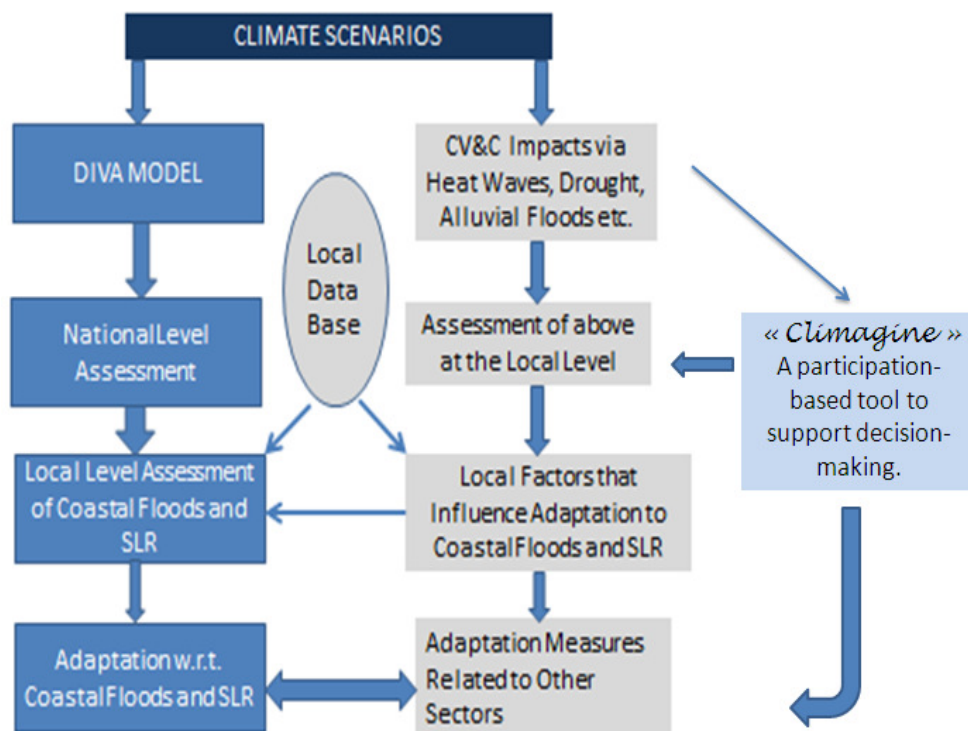 CLIMATE SCENARIOS
DIVA MODEL
National Level
Assessment
Local Level Assessment
of Coastal Floods and
SLR
Adaptation w.r.t.
Coastal Floods and SLR
Local
Data
Base
CV&C Impacts via
Heat Waves, Drought,
Alluvial Floods etc.
Assessment of above
at the Local Level
Local Factors that
Influence Adaptation to
Coastal Floods and SLR
Adaptation Measures
Related to Other
Sectors
« Climagine »
A participation-
based tool to
support decision-
making.